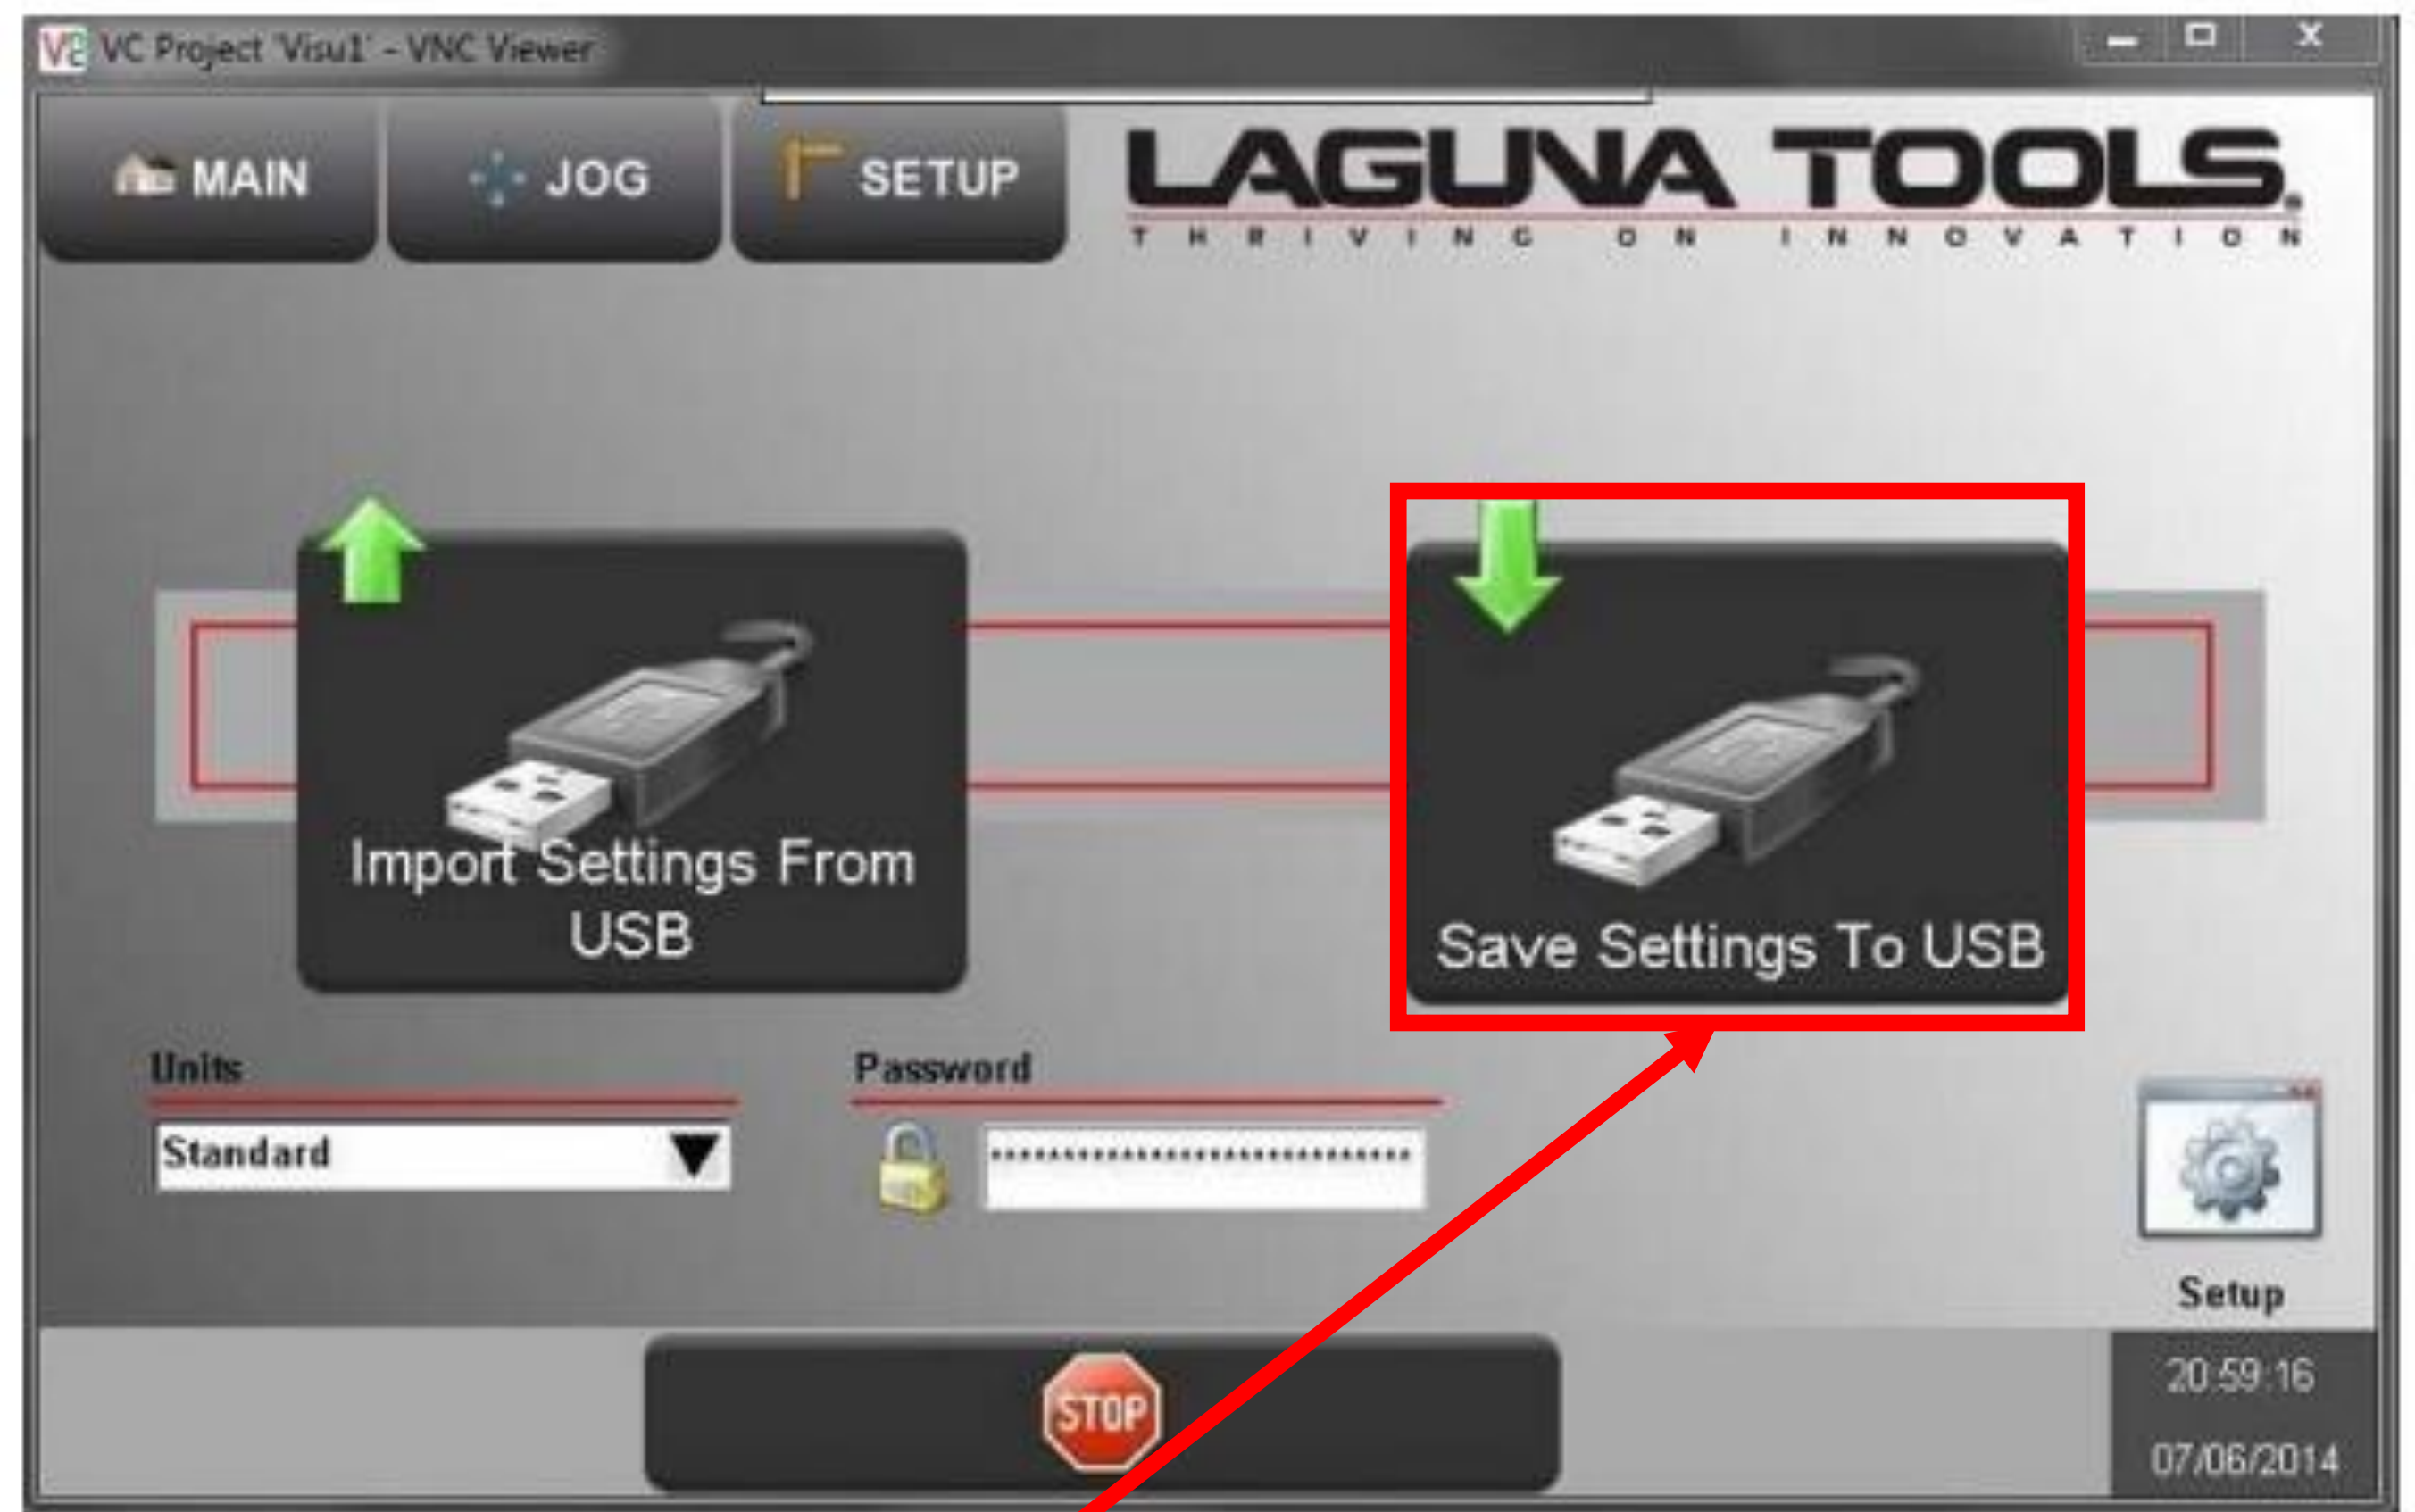 VC Project 'Visu1' - VNC Viewer
MAIN
JOG
SETUP
LAGUNA TOOLS
THRIVING ON INNOVATION
Import Settings From
USB
Save Settings To USB
Units
Password
Standard
Setup
STOP
20:59:16
07/06/2014